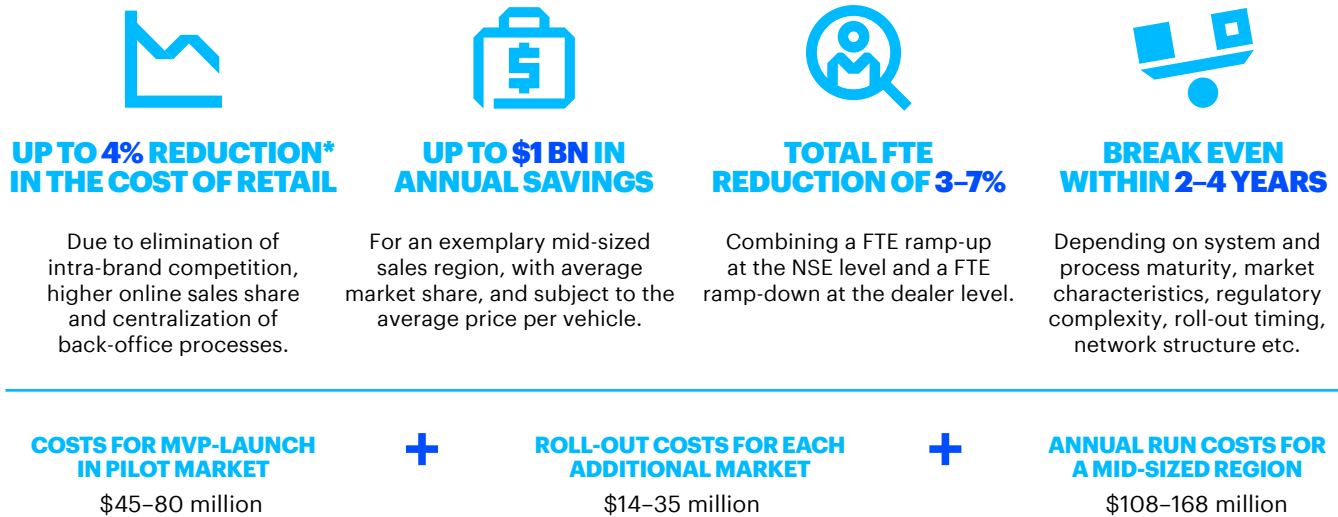 UP TO 4% REDUCTION*
IN THE COST OF RETAIL
Due to elimination of
intra-brand competition,
higher online sales share
and centralization of
back-office processes.
UP TO $1 BN IN
ANNUAL SAVINGS
For an exemplary mid-sized
sales region, with average
market share, and subject to the
average price per vehicle.
TOTAL FTE
REDUCTION OF 3–7%
Combining a FTE ramp-up
at the NSE level and a FTE
ramp-down at the dealer level.
BREAK EVEN
WITHIN 2–4 YEARS
Depending on system and
process maturity, market
characteristics, regulatory
complexity, roll-out timing,
network structure etc.
COSTS FOR MVP-LAUNCH
IN PILOT MARKET
$45–80 million
+
ROLL-OUT COSTS FOR EACH
ADDITIONAL MARKET
$14–35 million
+
ANNUAL RUN COSTS FOR
A MID-SIZED REGION
$108–168 million